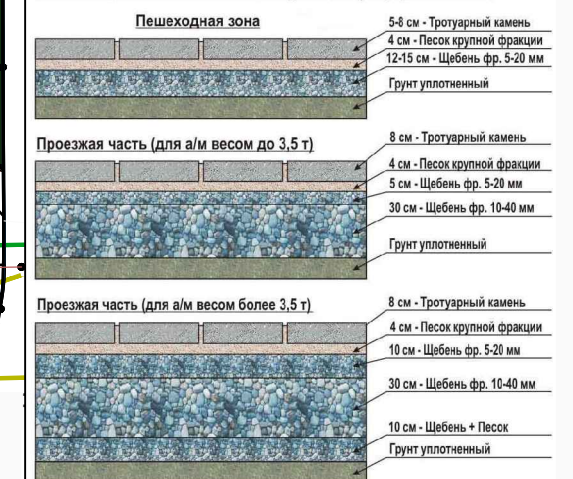 Пешеходная зона
5-8 см - Тротуарный камень
4 см - Песок крупной фракции
12-15 см - Щебень фр. 5-20 мм
Грунт уплотненный
Проезжая часть (для а/м весом до 3,5 т)
8 см - Тротуарный камень
4 см - Песок крупной фракции
5 см - Щебень фр. 5-20 мм
30 см - Щебень фр. 10-40 мм
Грунт уплотненный
Проезжая часть (для а/м весом более 3,5 т)
8 см - Тротуарный камень
4 см - Песок крупной фракции
10 см - Щебень фр. 5-20 мм
30 см - Щебень фр. 10-40 мм
10 см - Щебень + Песок
Грунт уплотненный